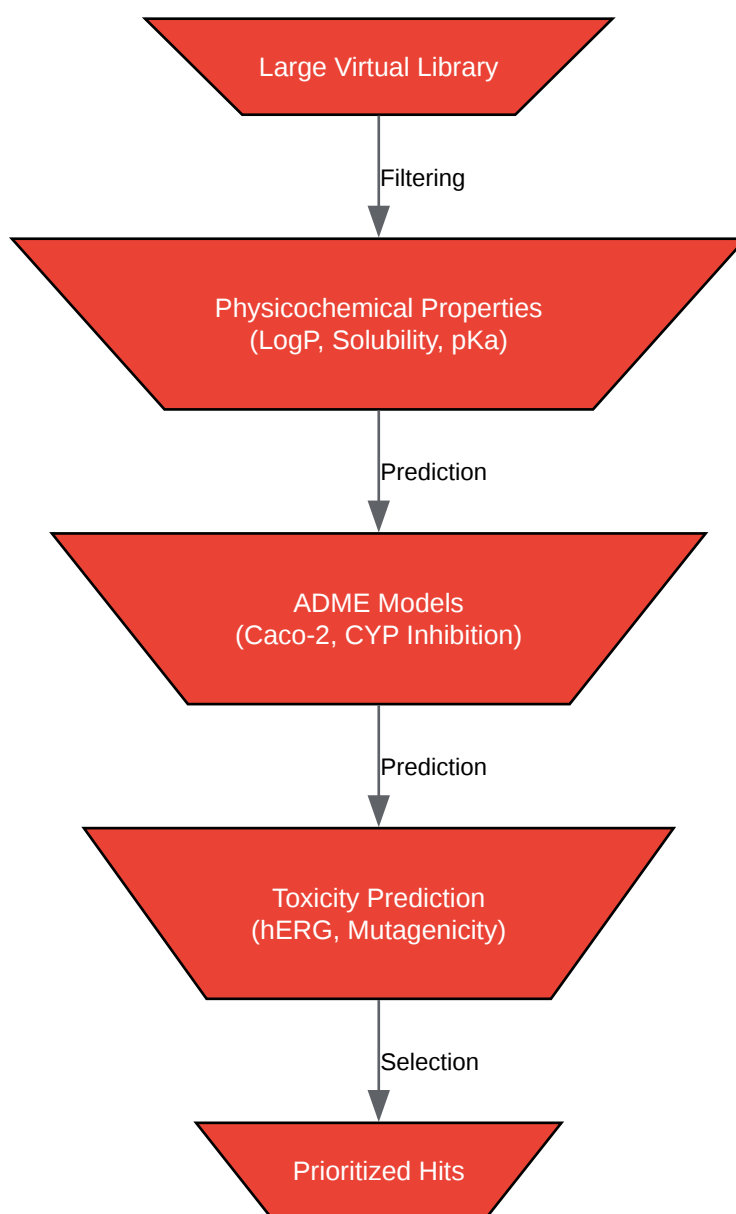 Large Virtual Library
Filtering
Physicochemical Properties
(LogP, Solubility, pKa)
Prediction
ADME Models
(Caco-2, CYP Inhibition)
Prediction
Toxicity Prediction
(hERG, Mutagenicity)
Selection
Prioritized Hits